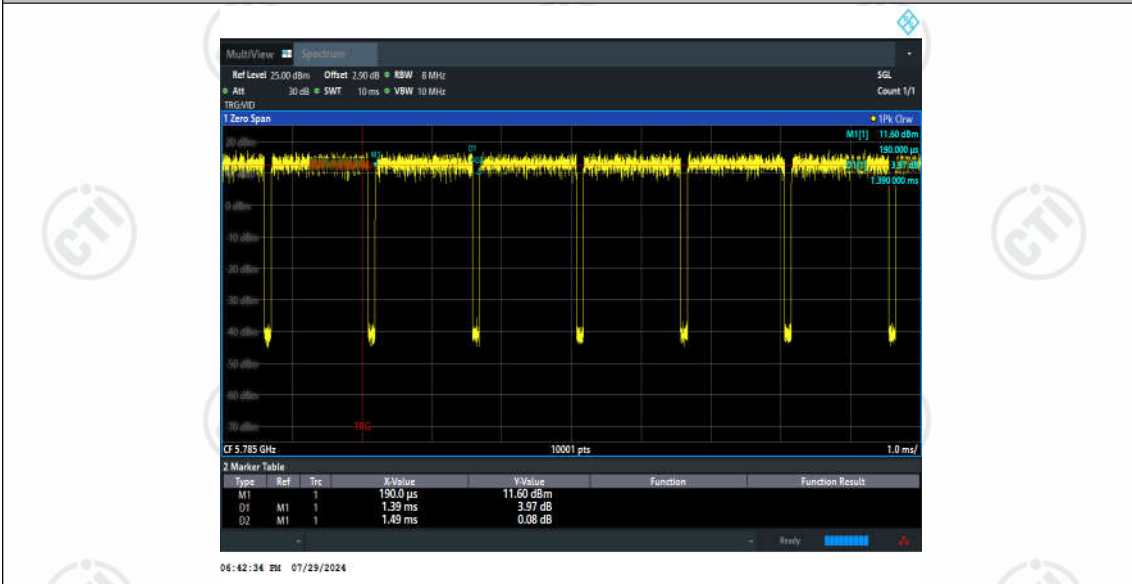 MultiView Spectrum
Ref Level 25.00 dBm Offset 2.90 dB RBW 8 MHz SGL
Att 30 dB SWT 10 ms VBW 10 MHz Count 1/1
TRG:VID
1 Zero Span 1Pk Clrw
M1[1] 11.60 dBm
20 dBm
190.000 µs
M1
D1
D1[1] 3.97 dB
1.390 000 ms
0 dBm
-10 dBm
-20 dBm
-30 dBm
-40 dBm
-50 dBm
-60 dBm
-70 dBm
TRG
CF 5.785 GHz 10001 pts 1.0 ms/
2 Marker Table
Type Ref Trc X-Value Y-Value Function Function Result
M1 1 190.0 µs 11.60 dBm
D1 M1 1 1.39 ms 3.97 dB
D2 M1 1 1.49 ms 0.08 dB
Ready
06:42:34 PM 07/29/2024
CTI
CTI